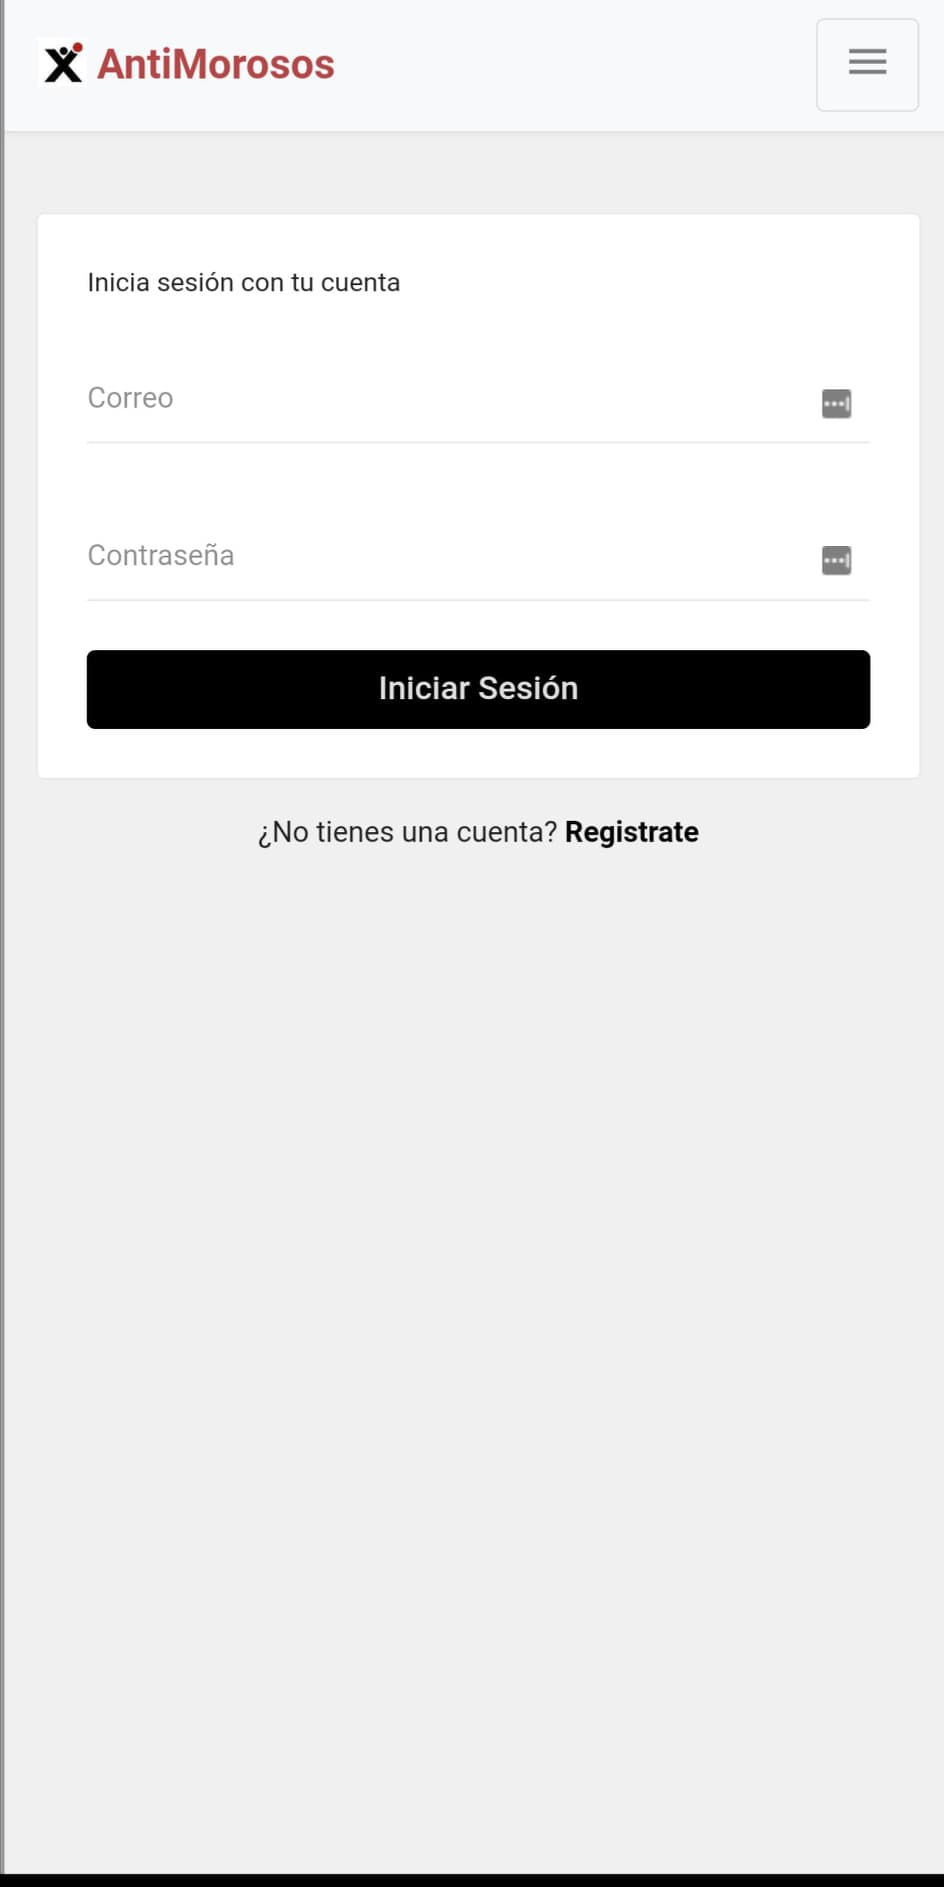 AntiMorosos
Inicia sesión con tu cuenta
Correo
Contraseña
Iniciar Sesión
¿No tienes una cuenta? Registrate